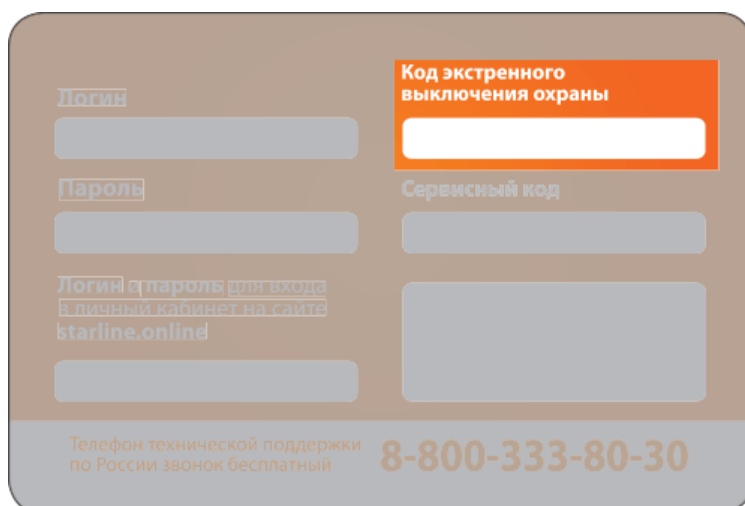 Логин
Код экстренного
выключения охраны
Пароль
Сервисный код
Логин и пароль для входа
в личный кабинет на сайте
starline.online
Телефон технической поддержки
по России звонок бесплатный
8-800-333-80-30